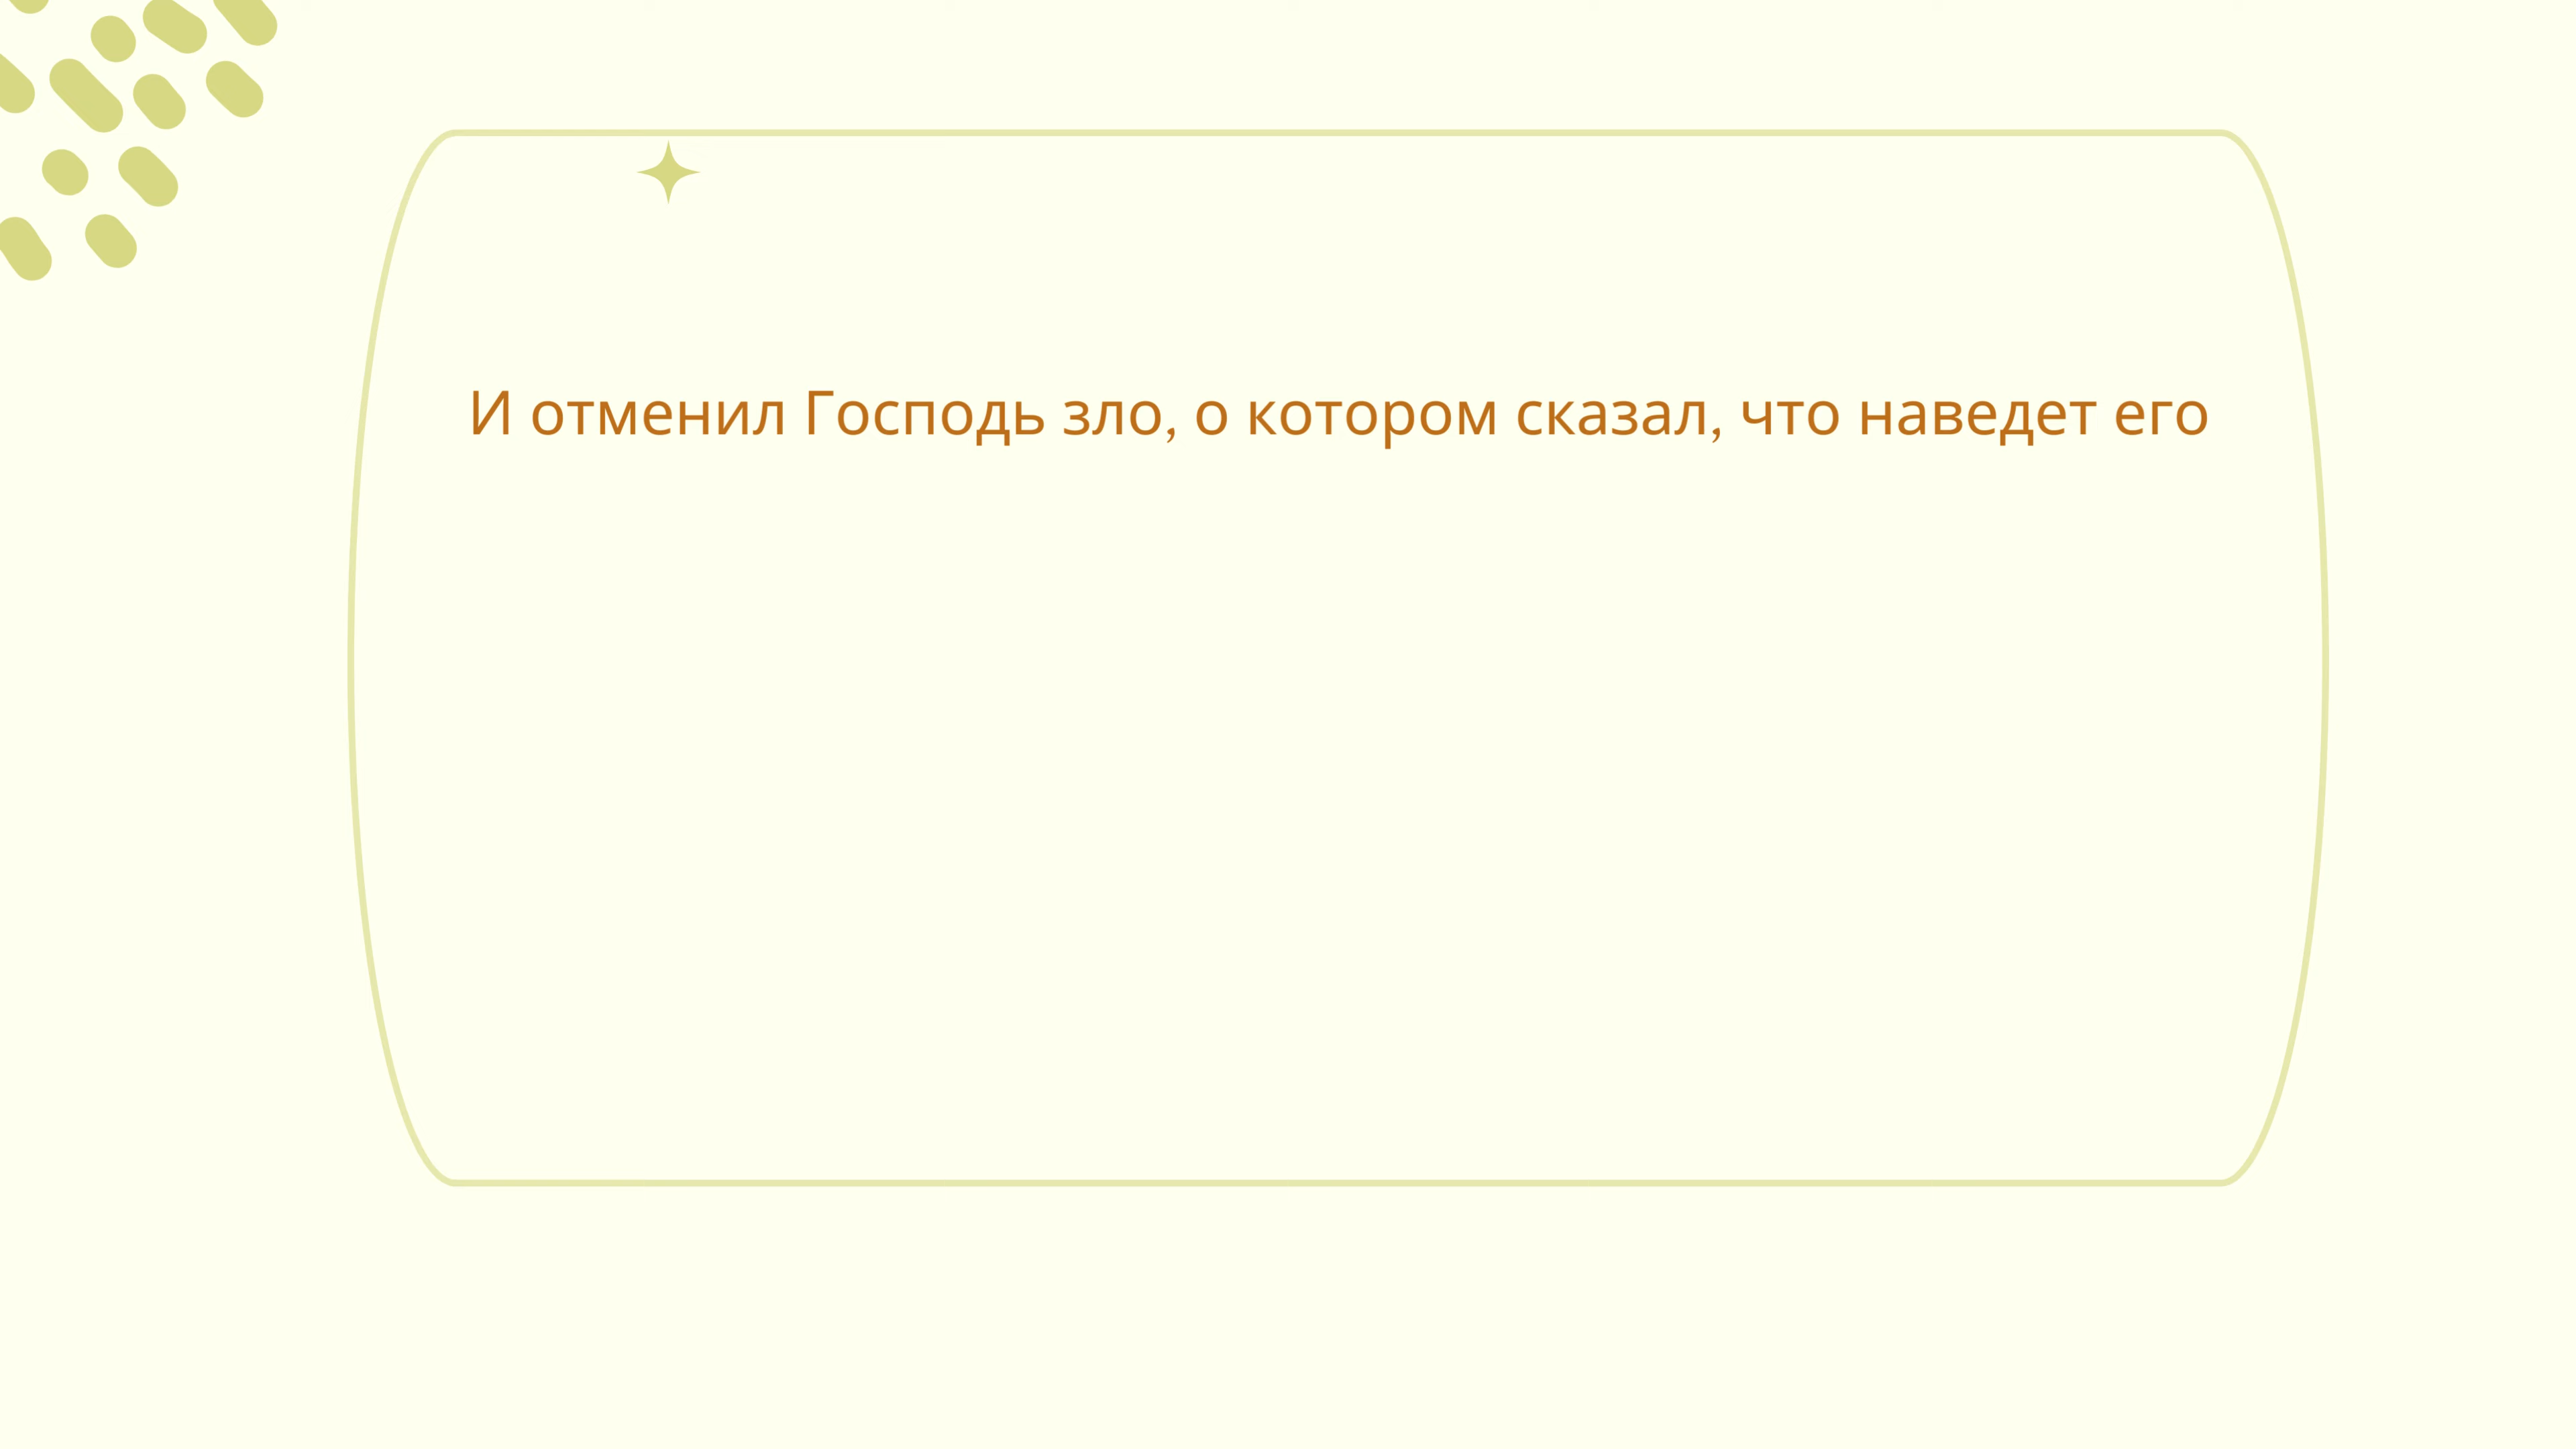 И отменил Господь зло, о котором сказал, что наведет его